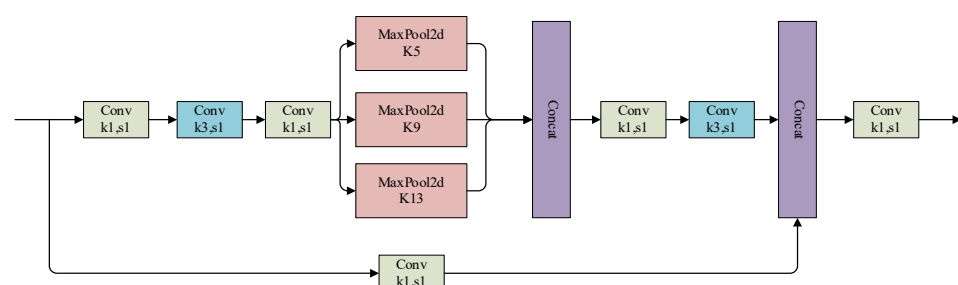 Conv
k1,s1
Conv
k3,s1
Conv
k1,s1
MaxPool2d
K5
MaxPool2d
K9
MaxPool2d
K13
Concat
Conv
k1,s1
Conv
k3,s1
Concat
Conv
k1,s1
Conv
k1,s1